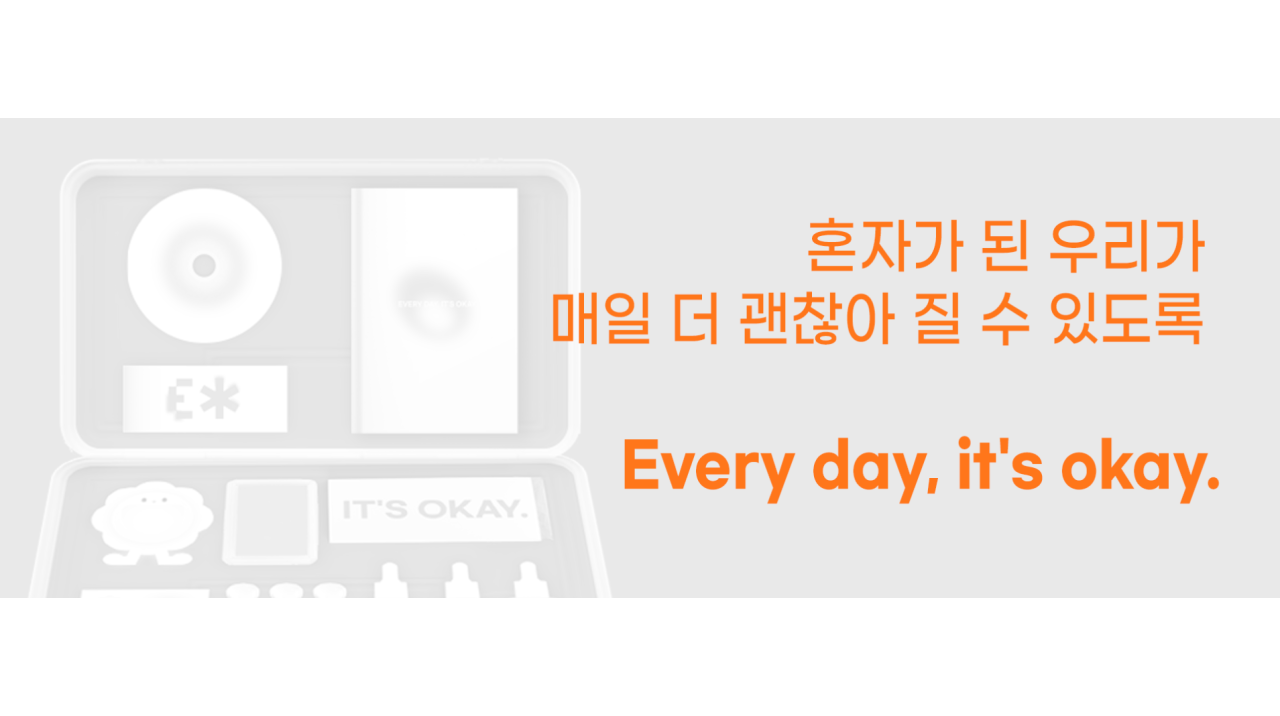 혼자가 된 우리가
매일 더 괜찮아 질 수 있도록
Every day, it's okay.
IT'S OKAY.